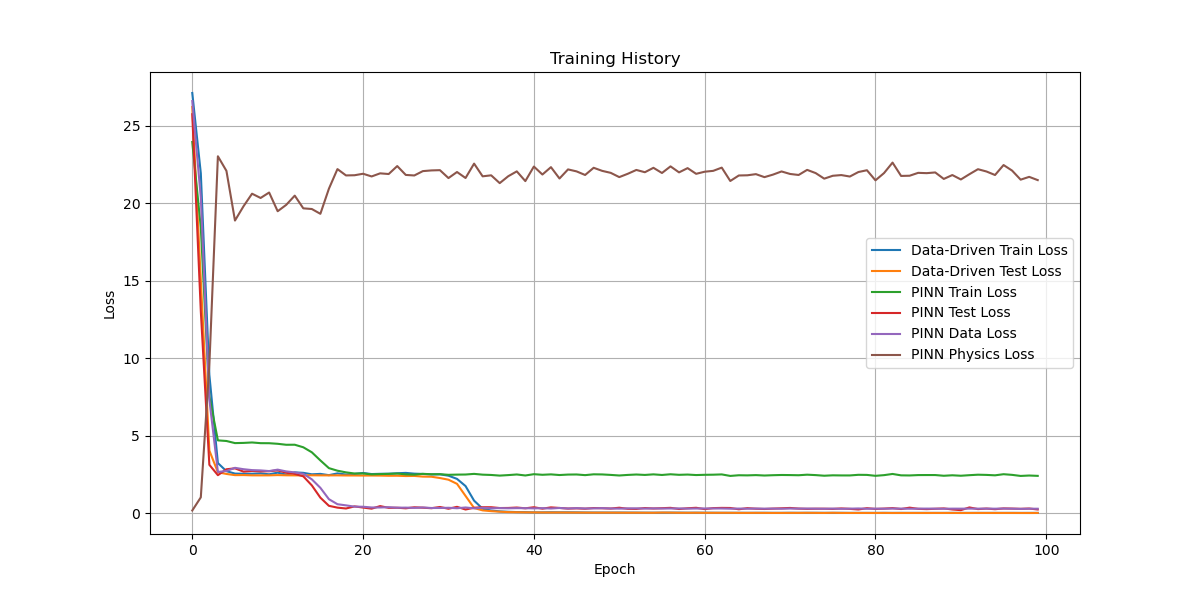 Training History
Loss
25
20
15
10
5
0
Data-Driven Train Loss
Data-Driven Test Loss
PINN Train Loss
PINN Test Loss
PINN Data Loss
PINN Physics Loss
0 20 40 60 80 100
Epoch